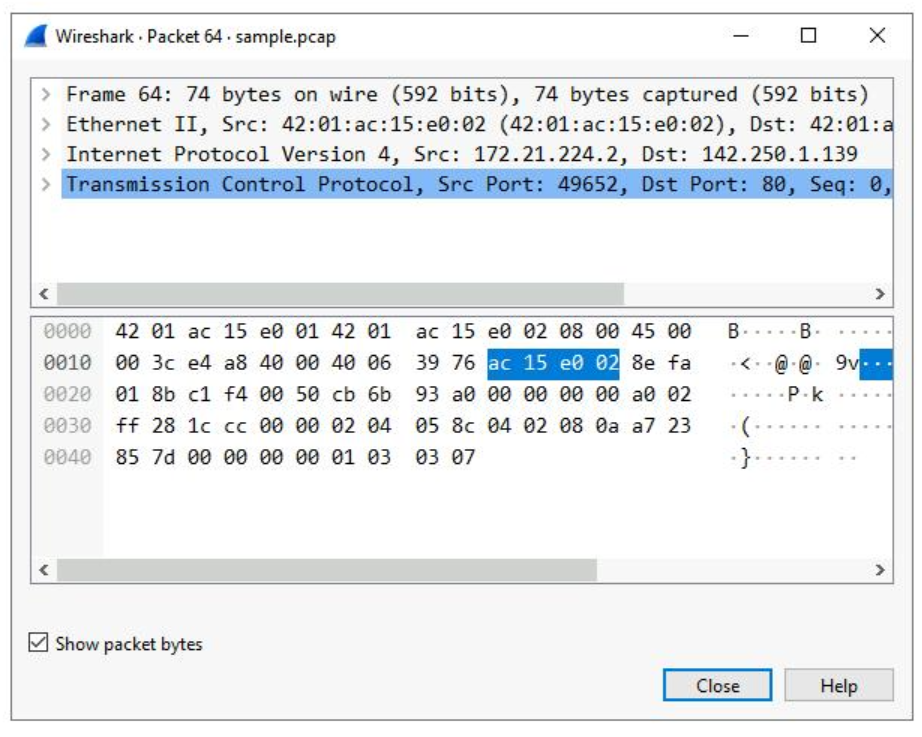 Wireshark · Packet 64 · sample.pcap
Frame 64: 74 bytes on wire (592 bits), 74 bytes captured (592 bits)
Ethernet II, Src: 42:01:ac:15:e0:02 (42:01:ac:15:e0:02), Dst: 42:01:a
Internet Protocol Version 4, Src: 172.21.224.2, Dst: 142.250.1.139
Transmission Control Protocol, Src Port: 49652, Dst Port: 80, Seq: 0,
0000 42 01 ac 15 e0 01 42 01 ac 15 e0 02 08 00 45 00 B·····B· ·····
0010 00 3c e4 a8 40 00 40 06 39 76 ac 15 e0 02 8e fa ·<··@·@· 9v···
0020 01 8b c1 f4 00 50 cb 6b 93 a0 00 00 00 00 a0 02 ·····P·k ·····
0030 ff 28 1c cc 00 00 02 04 05 8c 04 02 08 0a a7 23 ·(······ ·····
0040 85 7d 00 00 00 00 01 03 03 07 ·}······ ··
Show packet bytes
Close Help